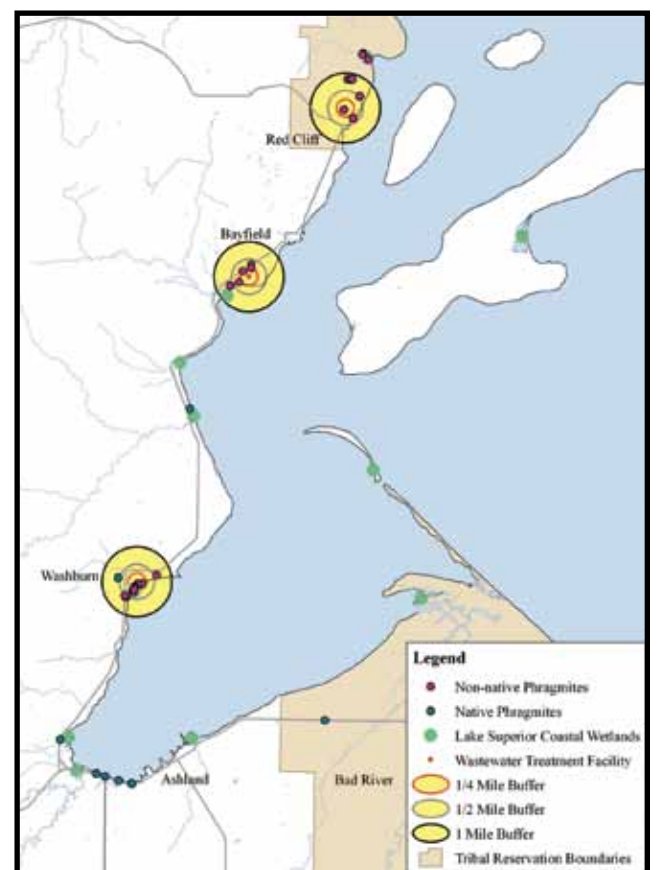 Red Cliff
Bayfield
Washburn
Ashland
Bad River
Legend
Non-native Phragmites
Native Phragmites
Lake Superior Coastal Wetlands
Wastewater Treatment Facility
1/4 Mile Buffer
1/2 Mile Buffer
1 Mile Buffer
Tribal Reservation Boundaries